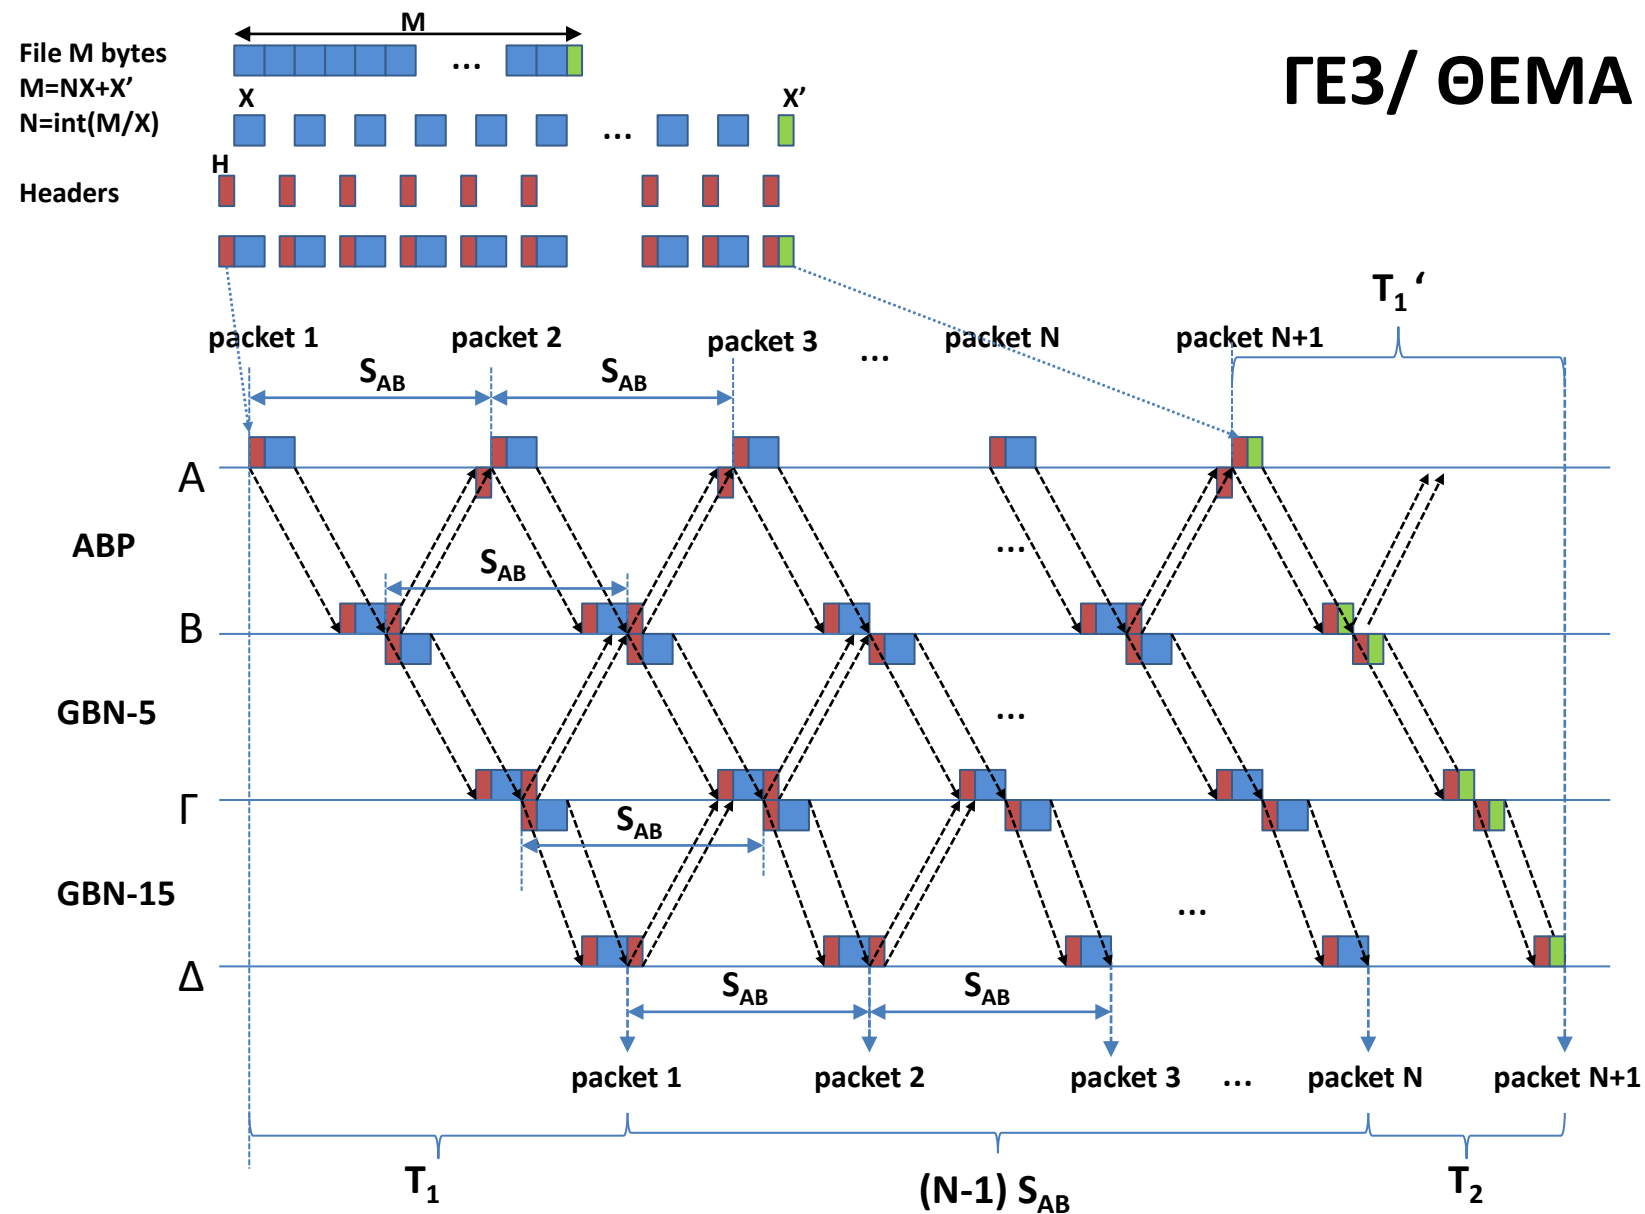 M
File M bytes
M=NX+X’
N=int(M/X)
...
ΓΕ3/ ΘΕΜΑ
X
X’
...
H
Headers
T1 ‘
packet 1
packet 2
packet 3
...
packet N
packet N+1
SAB
SAB
A
ABP
...
SAB
B
GBN-5
...
Γ
SAB
GBN-15
...
Δ
SAB
SAB
packet 1
packet 2
packet 3
...
packet N
packet N+1
T1
(N-1) SAB
T2